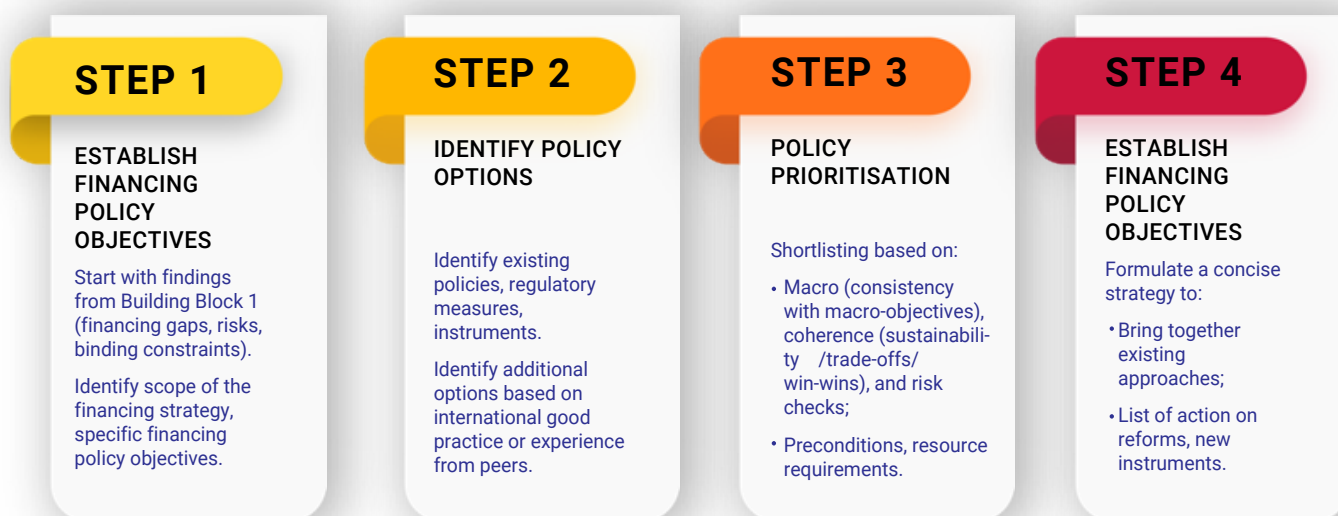 STEP 1
ESTABLISH
FINANCING
POLICY
OBJECTIVES
Start with findings
from Building Block 1
(financing gaps, risks,
binding constraints).
Identify scope of the
financing strategy,
specific financing
policy objectives.
STEP 2
IDENTIFY POLICY
OPTIONS
Identify existing
policies, regulatory
measures,
instruments.
Identify additional
options based on
international good
practice or experience
from peers.
STEP 3
POLICY
PRIORITISATION
Shortlisting based on:
• Macro (consistency
with macro-objectives),
coherence (sustainabili-
ty /trade-offs/
win-wins), and risk
checks;
• Preconditions, resource
requirements.
STEP 4
ESTABLISH
FINANCING
POLICY
OBJECTIVES
Formulate a concise
strategy to:
• Bring together
existing
approaches;
• List of action on
reforms, new
instruments.